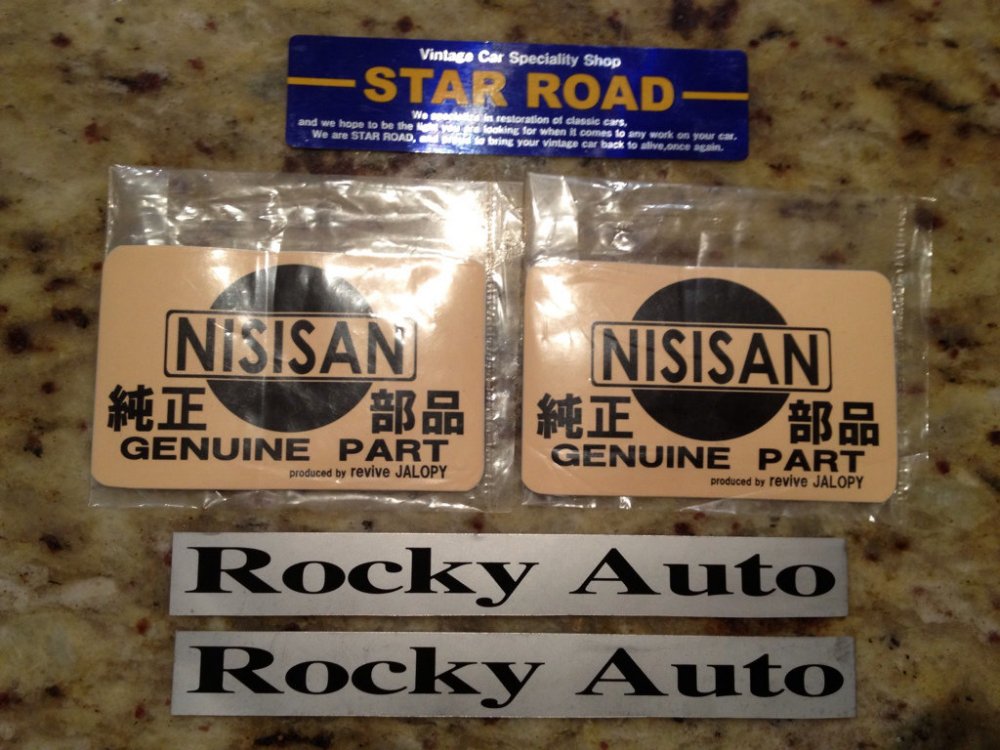 Vintage Car Speciality Shop
STAR ROAD
We specialize in restoration of classic cars,
and we hope to be the light you are looking for when it comes to any work on your car.
We are STAR ROAD, and proud to bring your vintage car back to alive,once again.
NISISAN
純正 部品
GENUINE PART
produced by revive JALOPY
NISISAN
純正 部品
GENUINE PART
produced by revive JALOPY
Rocky Auto
Rocky Auto